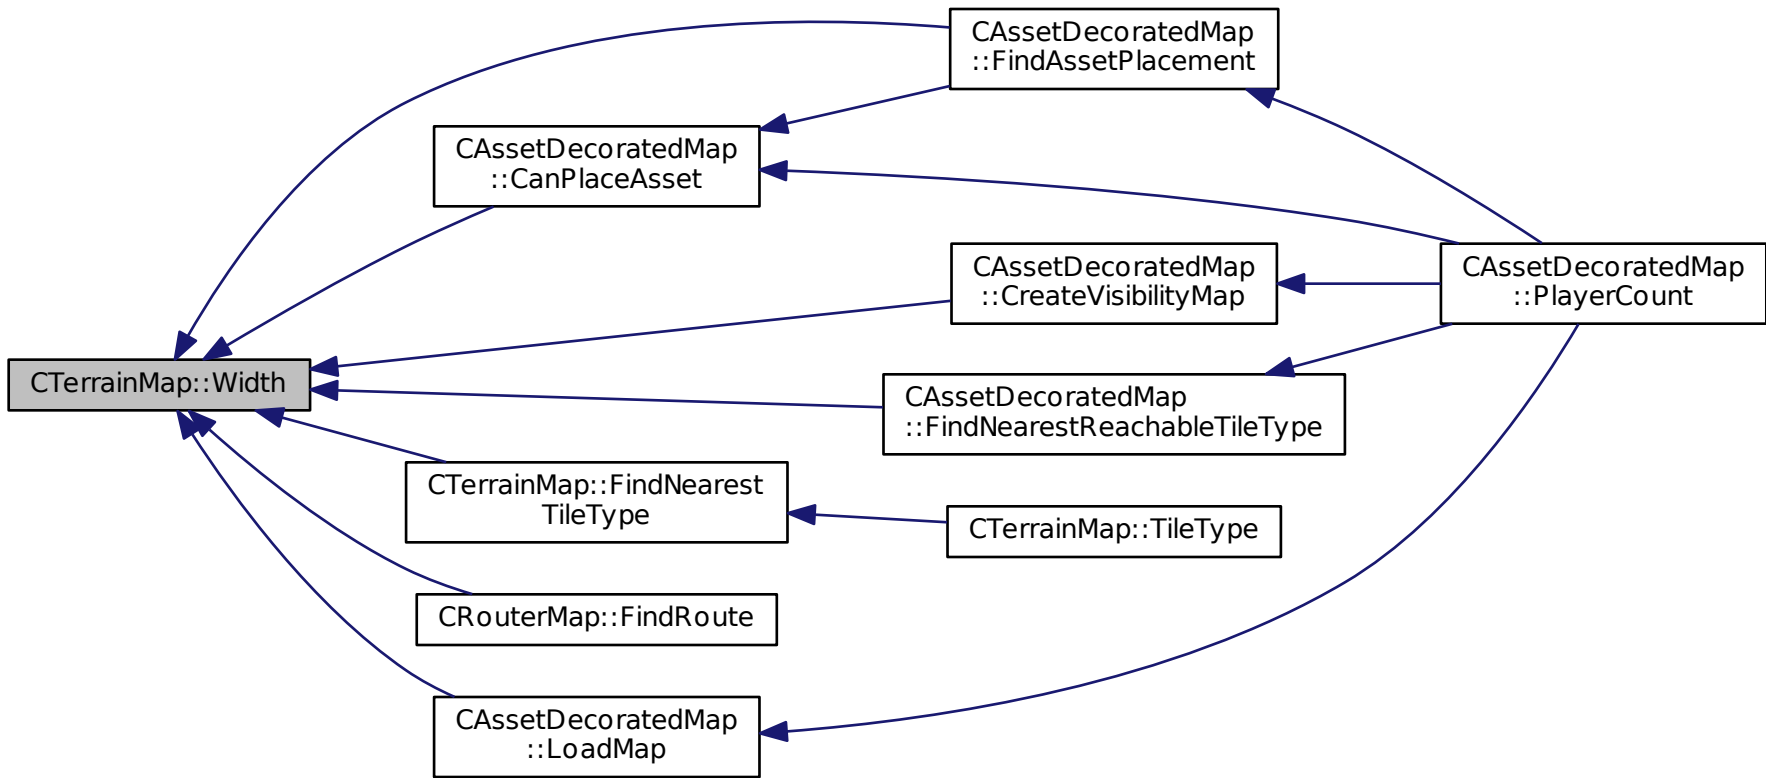 CAssetDecoratedMap
::FindAssetPlacement
CAssetDecoratedMap
::CanPlaceAsset
CAssetDecoratedMap
::CreateVisibilityMap
CAssetDecoratedMap
::PlayerCount
CTerrainMap::Width
CAssetDecoratedMap
::FindNearestReachableTileType
CTerrainMap::FindNearest
TileType
CTerrainMap::TileType
CRouterMap::FindRoute
CAssetDecoratedMap
::LoadMap